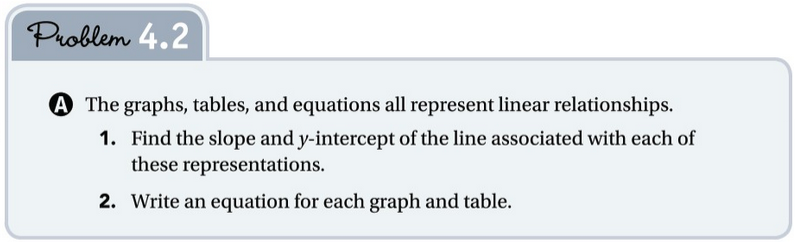 Problem 4.2
A The graphs, tables, and equations all represent linear relationships.
1. Find the slope and y-intercept of the line associated with each of
these representations.
2. Write an equation for each graph and table.